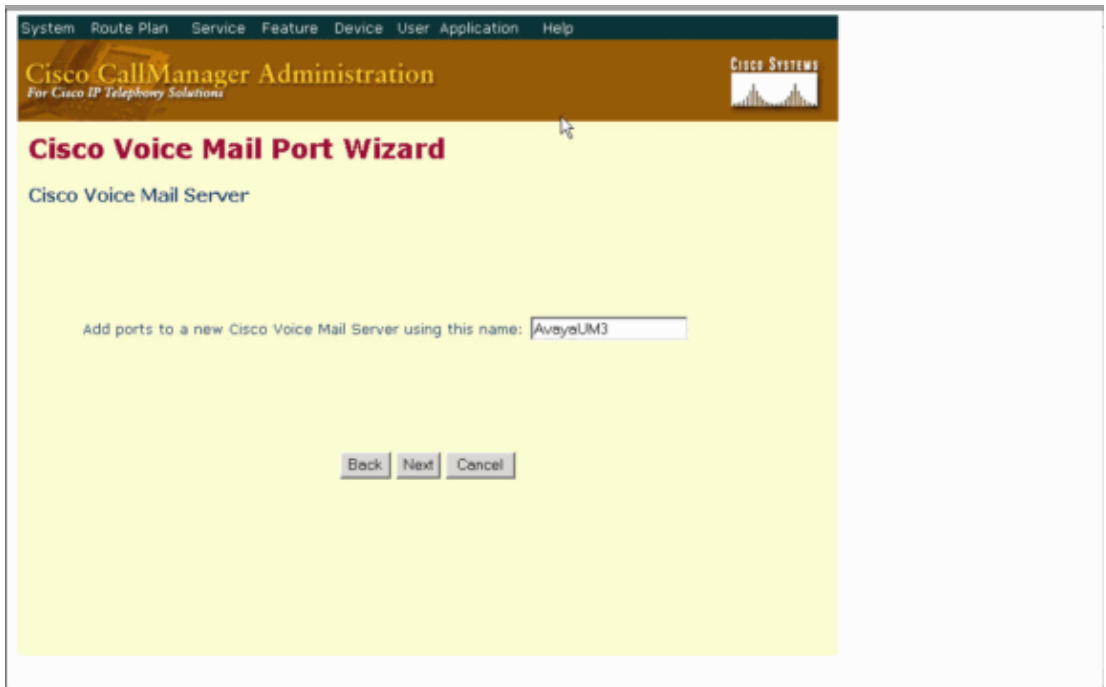 System Route Plan Service Feature Device User Application Help
Cisco CallManager Administration
For Cisco IP Telephony Solutions
CISCO SYSTEMS
Cisco Voice Mail Port Wizard
Cisco Voice Mail Server
Add ports to a new Cisco Voice Mail Server using this name: AvayaUM3
Back Next Cancel